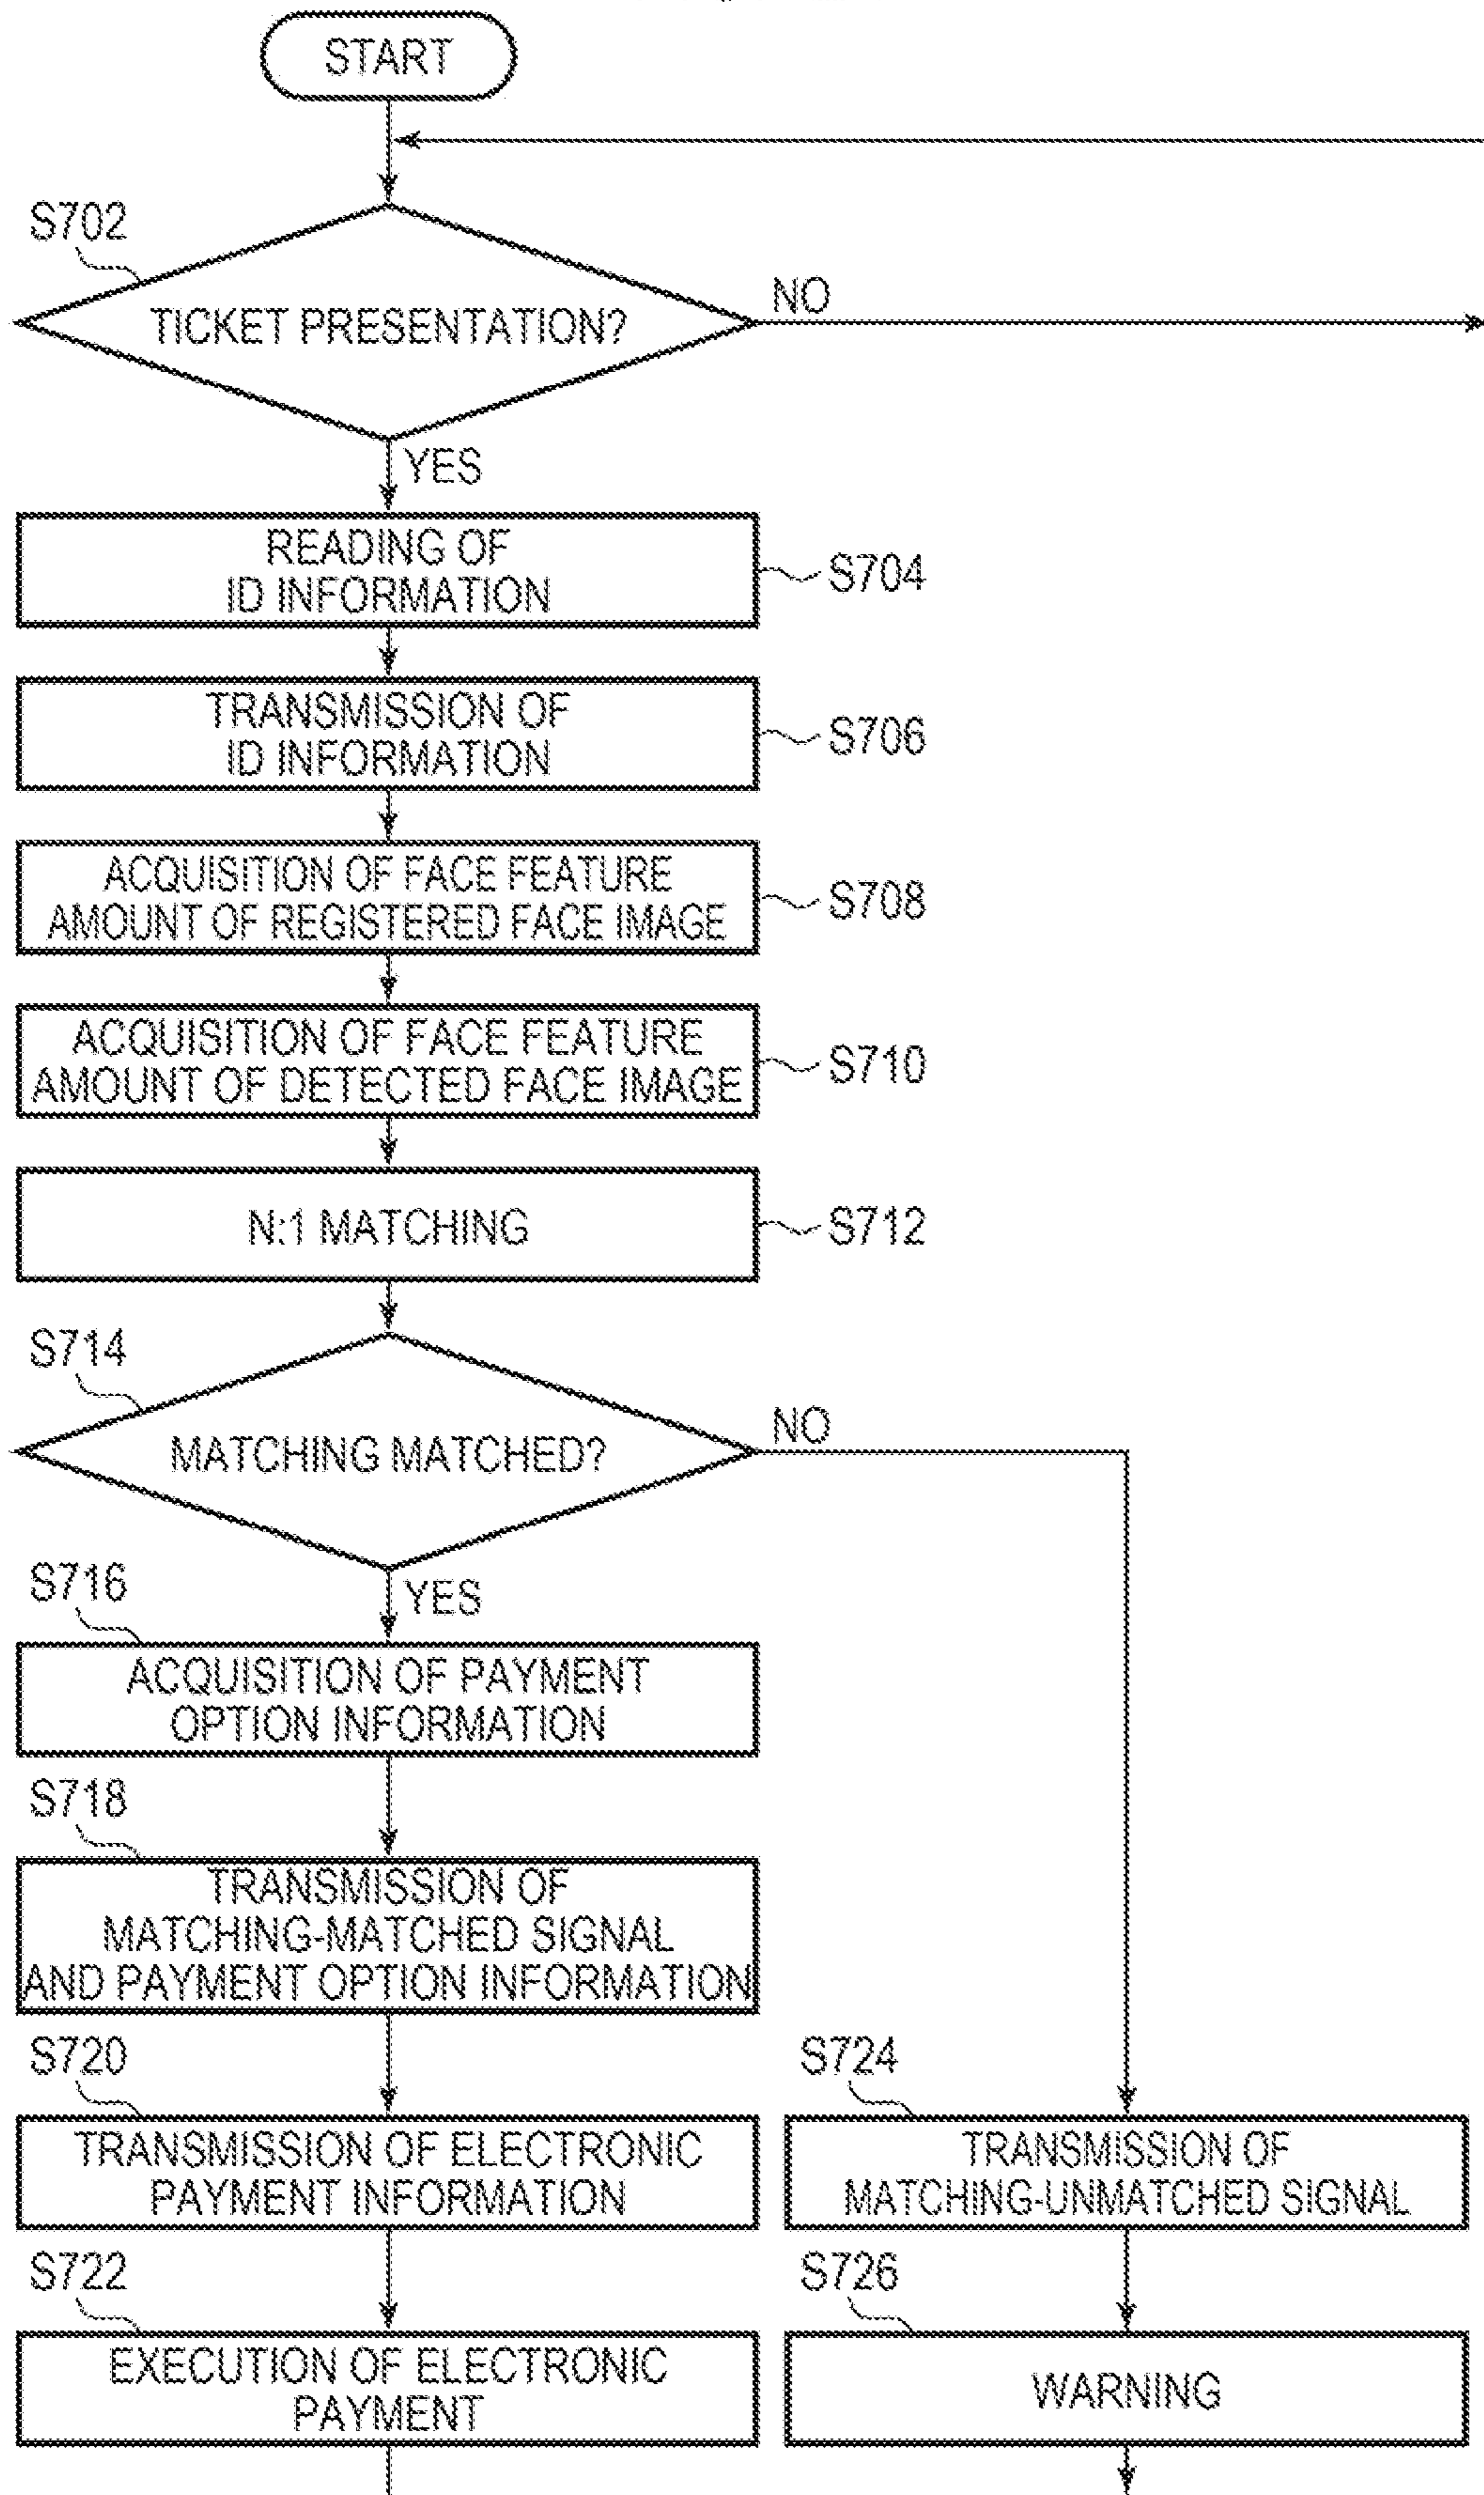 START
S702
TICKET PRESENTATION?
NO
YES
READING OF
ID INFORMATION
S704
TRANSMISSION OF
ID INFORMATION
S706
ACQUISITION OF FACE FEATURE
AMOUNT OF REGISTERED FACE IMAGE
S708
ACQUISITION OF FACE FEATURE
AMOUNT OF DETECTED FACE IMAGE
S710
N:1 MATCHING
S712
S714
MATCHING MATCHED?
NO
YES
S716
ACQUISITION OF PAYMENT
OPTION INFORMATION
S718
TRANSMISSION OF
MATCHING-MATCHED SIGNAL
AND PAYMENT OPTION INFORMATION
S720
TRANSMISSION OF ELECTRONIC
PAYMENT INFORMATION
S724
TRANSMISSION OF
MATCHING-UNMATCHED SIGNAL
S722
EXECUTION OF ELECTRONIC
PAYMENT
S726
WARNING